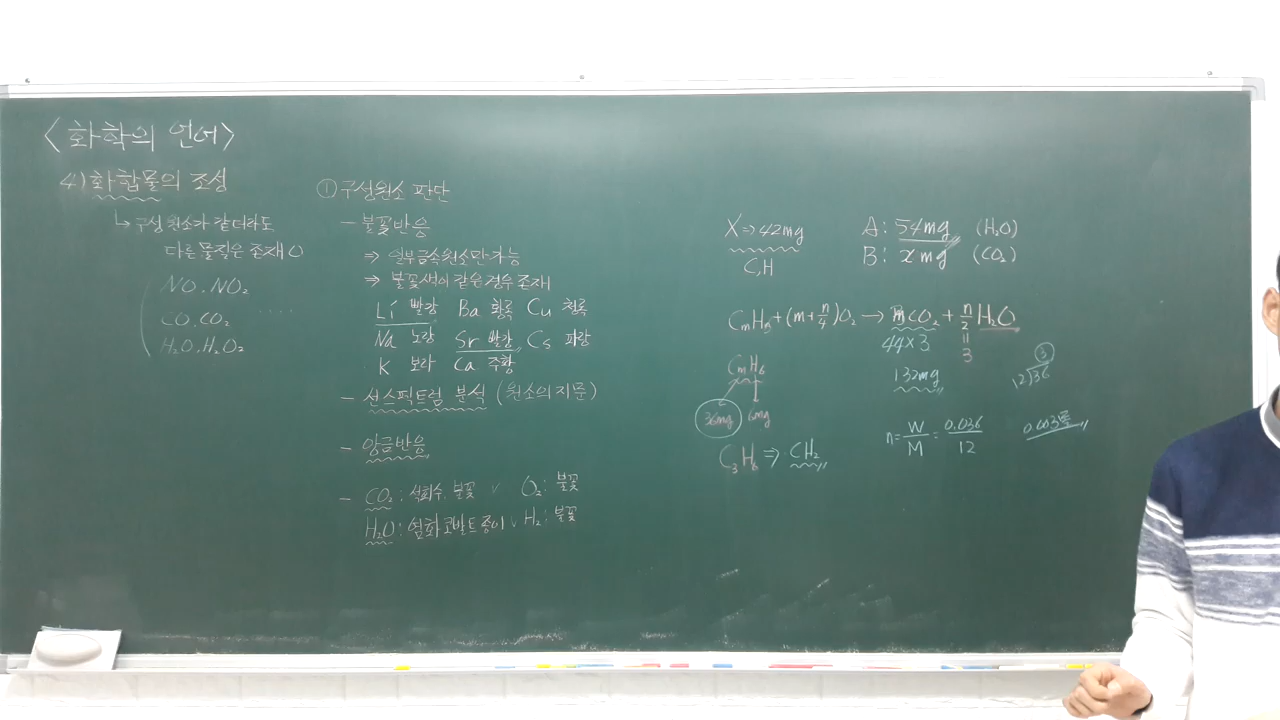 <화학의 언어>
4) 화합물의 조성
↳ 구성 원소가 같더라도
다른 물질은 존재 O
NO, NO₂
CO, CO₂ ....
H₂O, H₂O₂
① 구성원소 판단
- 불꽃반응
⇒ 일부금속원소만 가능
⇒ 불꽃색이 같은 경우 존재
Li 빨강 Ba 황록 Cu 청록
Na 노랑 Sr 빨강 Cs 파랑
K 보라 Ca 주황
- 선스펙트럼 분석 (원소의 지문)
- 앙금반응
- CO₂ : 석회수, 불꽃 O₂ : 불꽃
H₂O : 염화코발트 종이 H₂ : 불꽃
X ⇒ 42mg
C, H
A : 54mg (H₂O)
B : x mg (CO₂)
CmHn + (m + n/4) O₂ → mCO₂ + n/2 H₂O
44×3
132mg
=
3
CmH₆
36mg 6mg
C₃H₆ ⇒ CH₂
3
12)36
n = W/M = 0.036/12
0.003몰